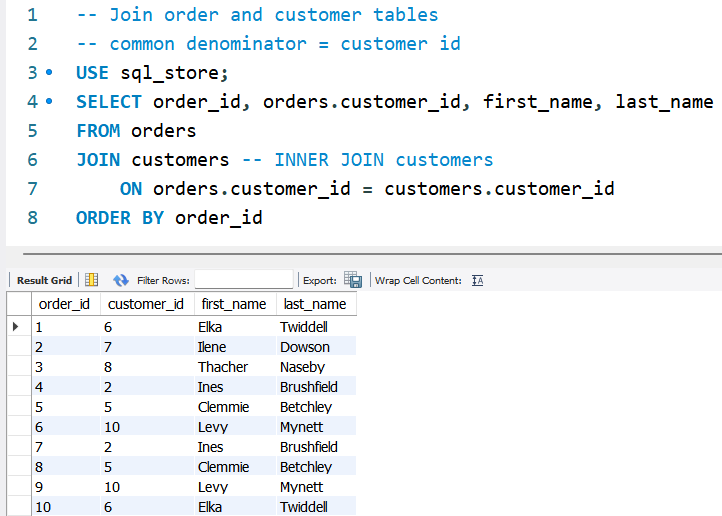 1 -- Join order and customer tables
2 -- common denominator = customer id
3 USE sql_store;
4 SELECT order_id, orders.customer_id, first_name, last_name
5 FROM orders
6 JOIN customers -- INNER JOIN customers
7 ON orders.customer_id = customers.customer_id
8 ORDER BY order_id
Result Grid Filter Rows: Export: Wrap Cell Content:
order_id customer_id first_name last_name
1 6 Elka Twiddell
2 7 Ilene Dowson
3 8 Thacher Naseby
4 2 Ines Brushfield
5 5 Clemmie Betchley
6 10 Levy Mynett
7 2 Ines Brushfield
8 5 Clemmie Betchley
9 10 Levy Mynett
10 6 Elka Twiddell